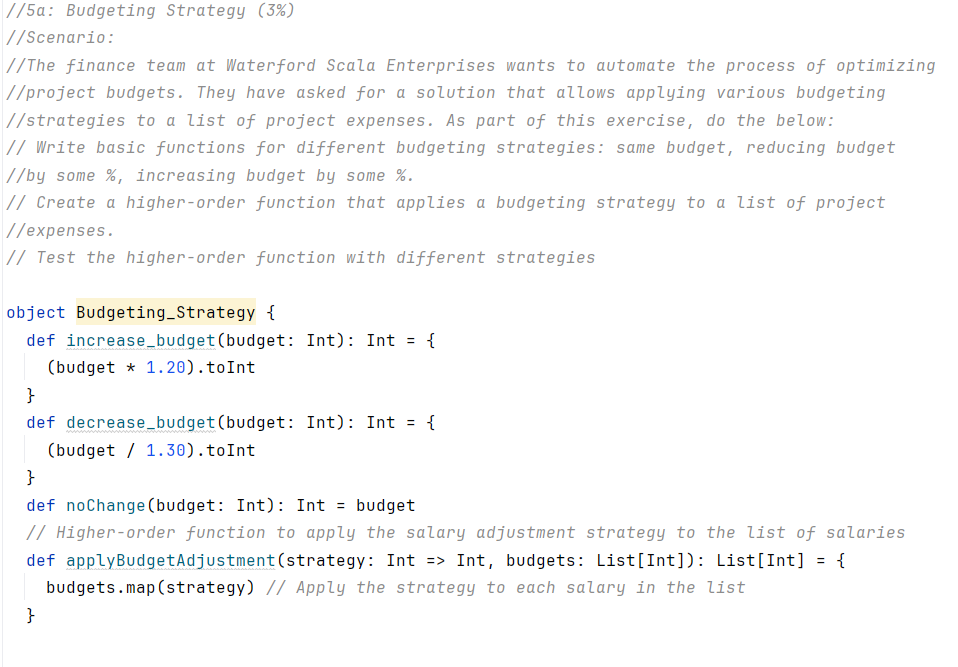 //5a: Budgeting Strategy (3%)
//Scenario:
//The finance team at Waterford Scala Enterprises wants to automate the process of optimizing
//project budgets. They have asked for a solution that allows applying various budgeting
//strategies to a list of project expenses. As part of this exercise, do the below:
// Write basic functions for different budgeting strategies: same budget, reducing budget
//by some %, increasing budget by some %.
// Create a higher-order function that applies a budgeting strategy to a list of project
//expenses.
// Test the higher-order function with different strategies
object Budgeting_Strategy {
  def increase_budget(budget: Int): Int = {
    (budget * 1.20).toInt
  }
  def decrease_budget(budget: Int): Int = {
    (budget / 1.30).toInt
  }
  def noChange(budget: Int): Int = budget
  // Higher-order function to apply the salary adjustment strategy to the list of salaries
  def applyBudgetAdjustment(strategy: Int => Int, budgets: List[Int]): List[Int] = {
    budgets.map(strategy) // Apply the strategy to each salary in the list
  }